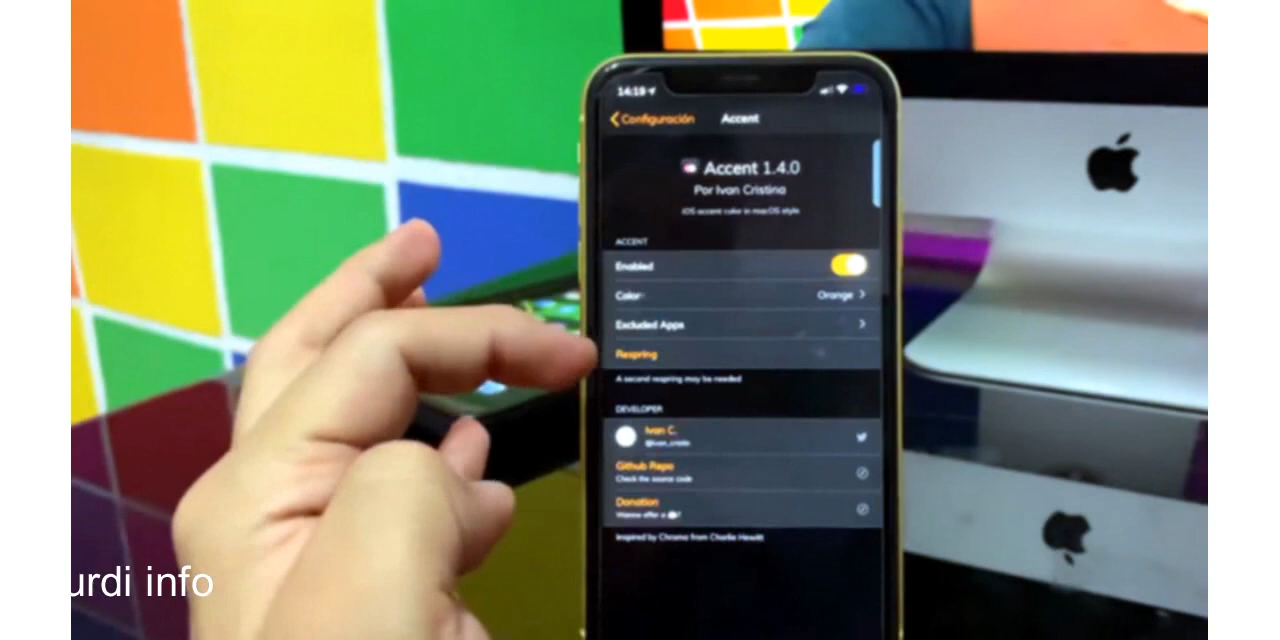 14:19
Configuración
Accent
Accent 1.4.0
Por Ivan Cristina
iOS accent color in macOS style
ACCENT
Enabled
Color
Orange
Excluded Apps
Respring
A second respring may be needed
DEVELOPER
Ivan C.
Github Repo
Check the source code
Donation
Wanna offer a
Inspired by Chroma from Charlie Hewitt
urdi info